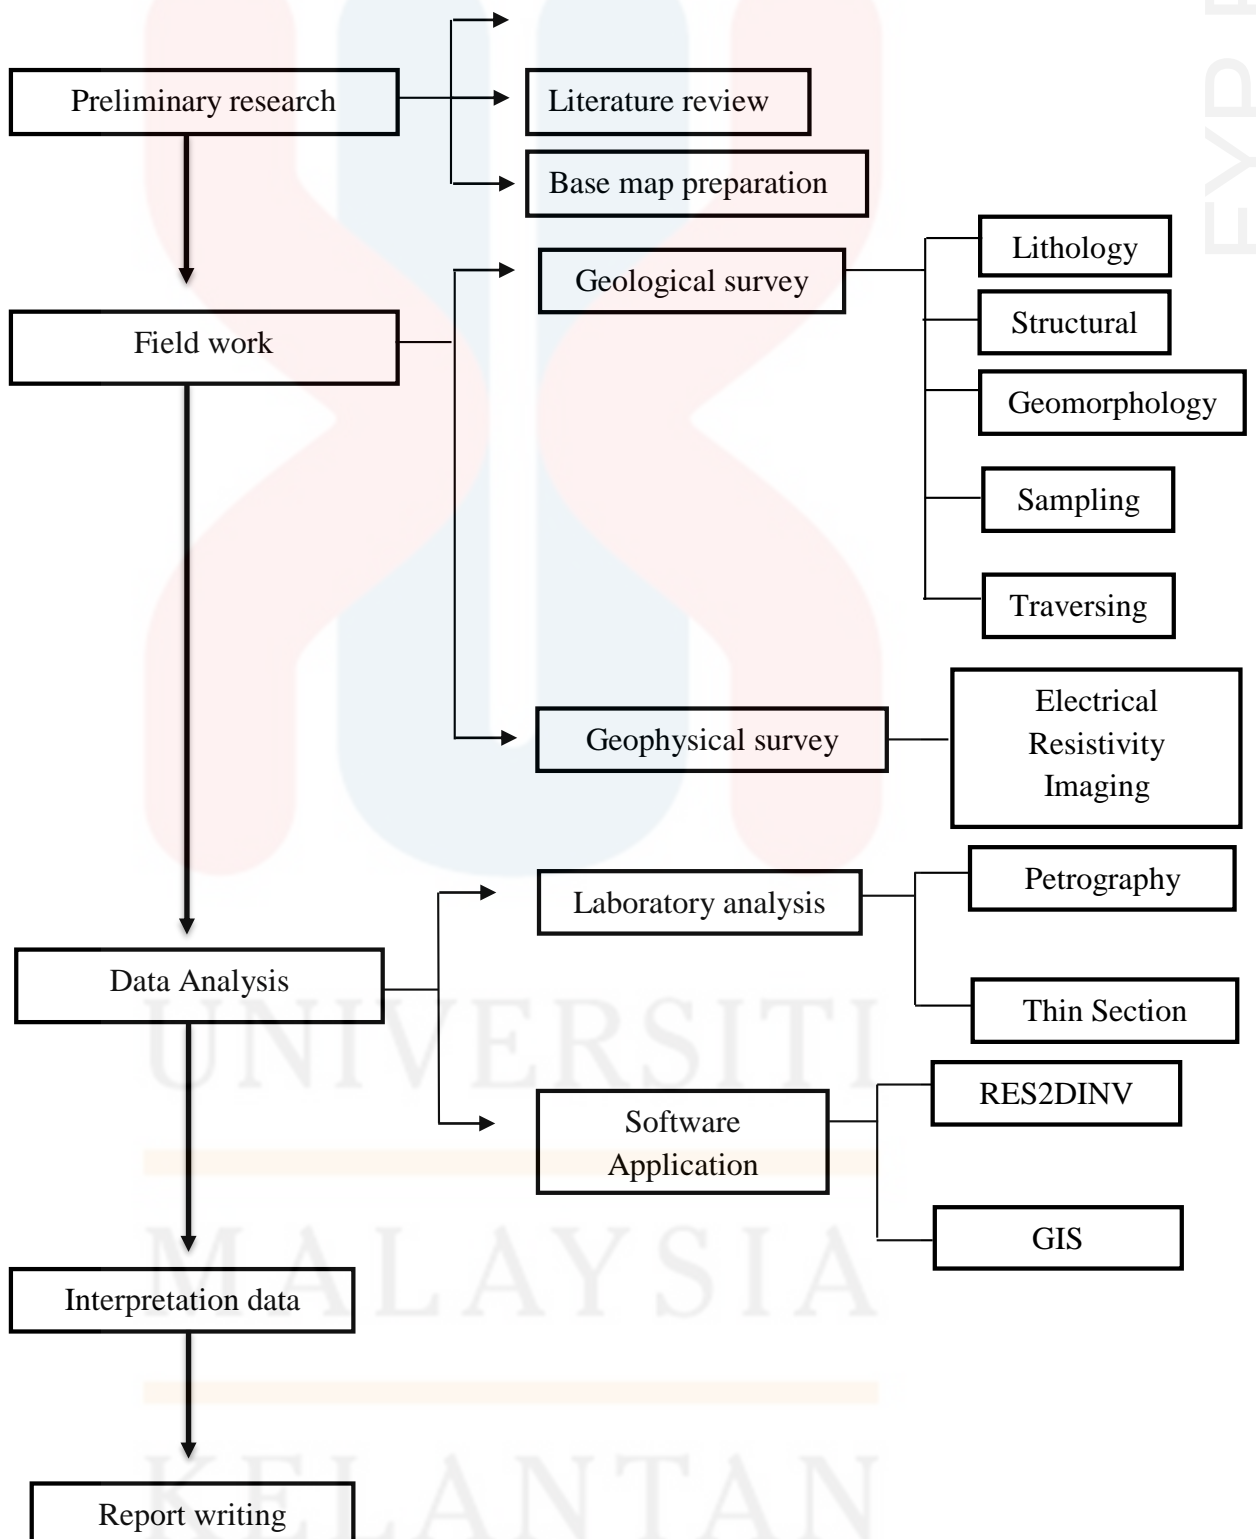 Preliminary research
Literature review
Base map preparation
Field work
Geological survey
Lithology
Structural
Geomorphology
Sampling
Traversing
Geophysical survey
Electrical
Resistivity
Imaging
Data Analysis
Laboratory analysis
Petrography
Thin Section
Software
Application
RES2DINV
GIS
Interpretation data
Report writing
UNIVERSITI
MALAYSIA
KELANTAN
FYP